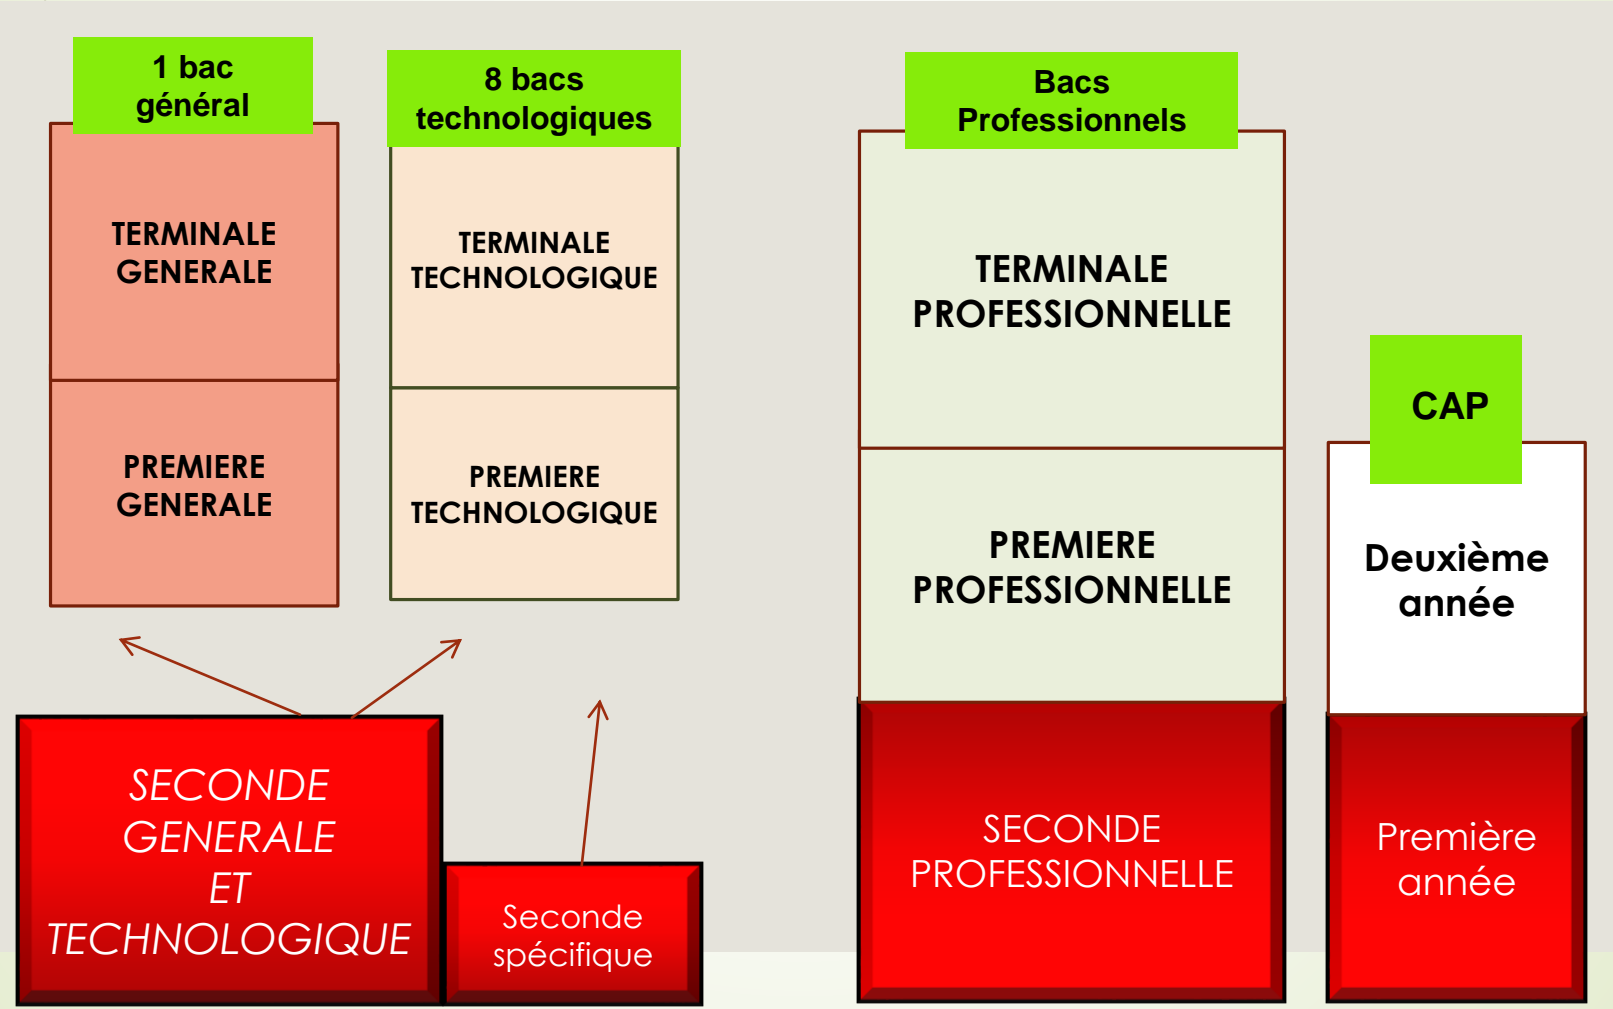 1 bac
général
TERMINALE
GENERALE
PREMIERE
GENERALE
8 bacs
technologiques
TERMINALE
TECHNOLOGIQUE
PREMIERE
TECHNOLOGIQUE
SECONDE
GENERALE
ET
TECHNOLOGIQUE
Seconde
spécifique
Bacs
Professionnels
TERMINALE
PROFESSIONNELLE
PREMIERE
PROFESSIONNELLE
SECONDE
PROFESSIONNELLE
CAP
Deuxième
année
Première
année